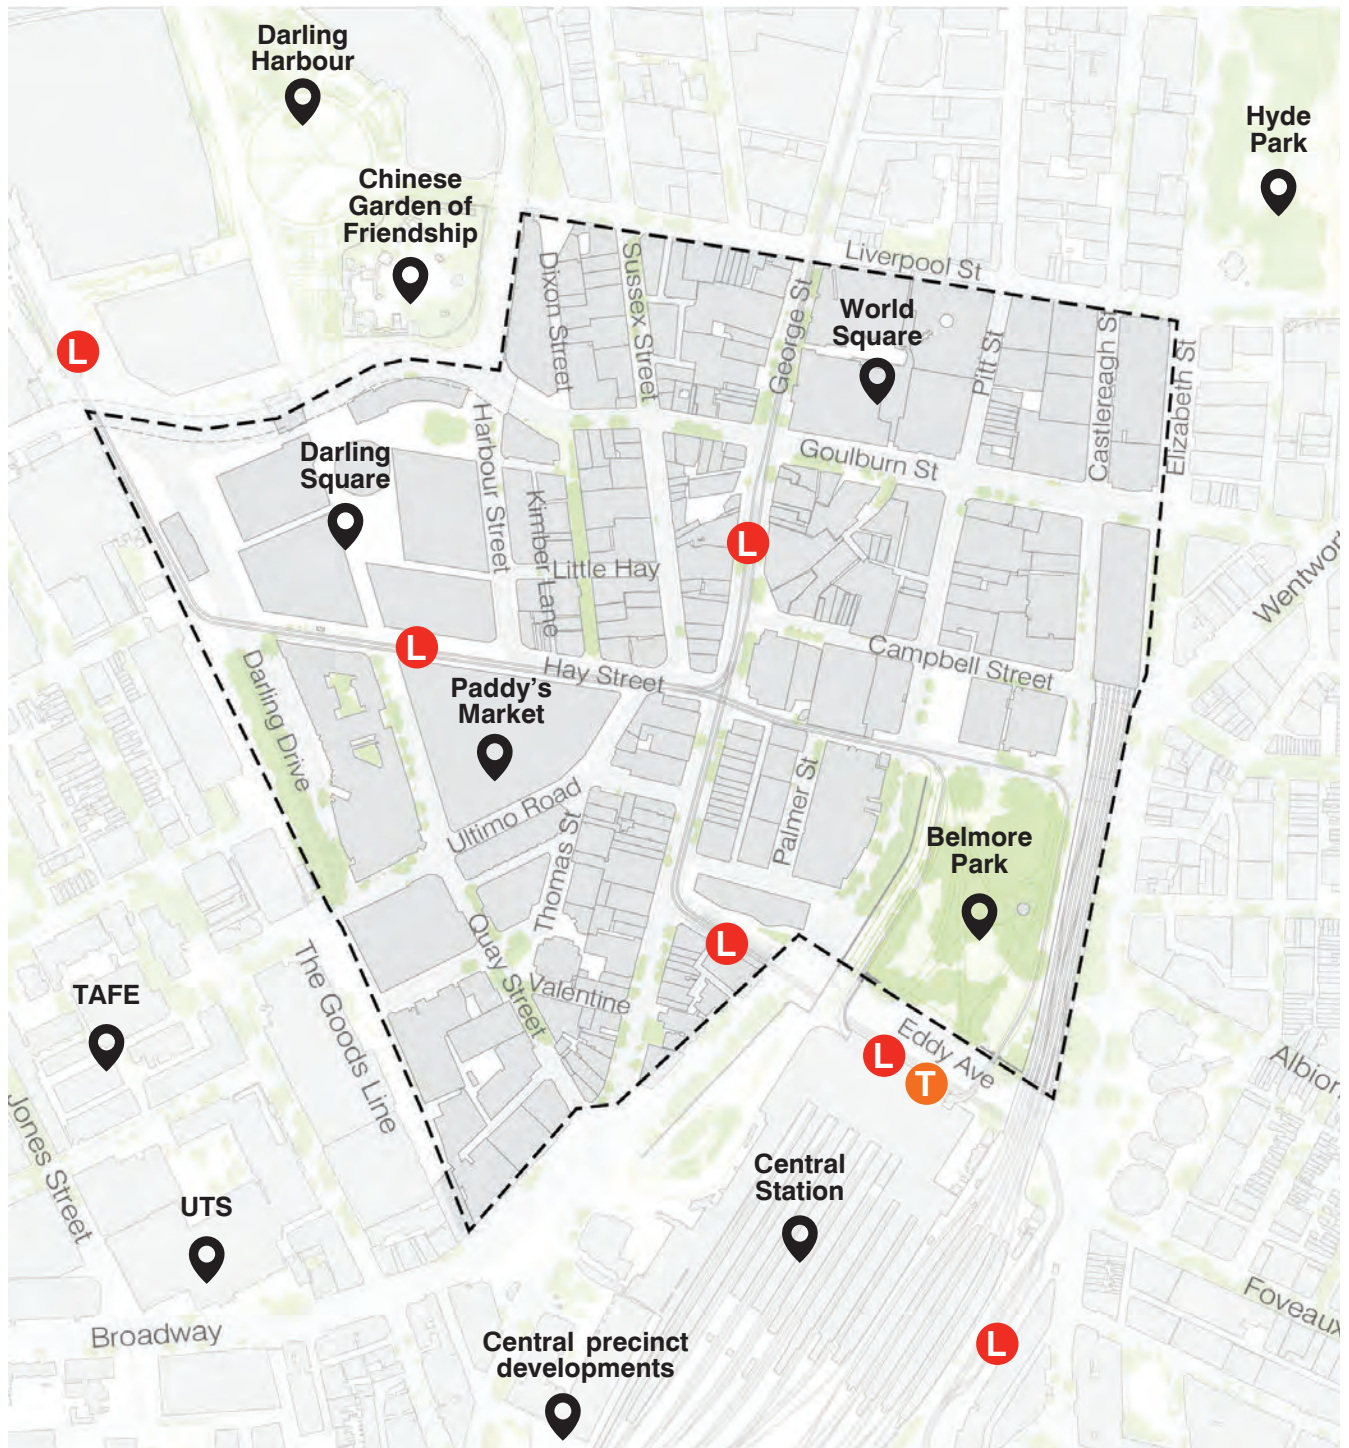 Darling
Harbour
Hyde
Park
Chinese
Garden of
Friendship
Liverpool St
Dixon Street
Sussex Street
George St
World
Square
Pitt St
Castlereagh St
Elizabeth St
L
Harbour Street
Goulburn St
Darling
Square
Kimber Lane
L
Little Hay
Wentwort
L
Hay Street
Campbell Street
Darling Drive
Paddy's
Market
Palmer St
Ultimo Road
Thomas St
Belmore
Park
Quay Street
L
Valentine
The Goods Line
TAFE
Eddy Ave
L
T
Albion
Jones Street
Central
Station
UTS
Foveaux
Broadway
Central precinct
developments
L